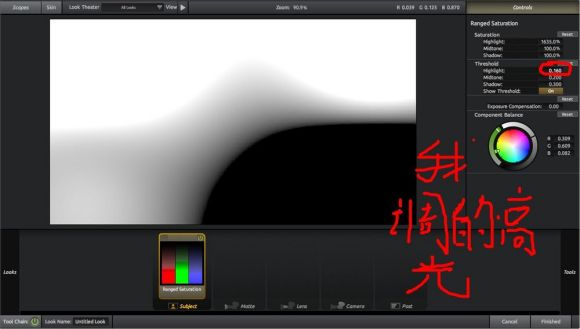 Scopes
Skin
Look Theater
All Looks
View
Zoom: 90.9%
R 0.039 G 0.123 B 0.870
Controls
Ranged Saturation
Saturation
Reset
Highlight: 1635.0%
Midtone: 100.0%
Shadow: 100.0%
Threshold
Highlight: 0.160
Midtone: 0.200
Shadow: 0.300
Show Threshold: On
Reset
Exposure Compensation: 0.00
Component Balance
Reset
R 0.309
G 0.609
B 0.082
我
调的高
光
Looks
Tools
Ranged Saturation
Subject
Matte
Lens
Camera
Post
Tool Chain:
Look Name: Untitled Look
Cancel
Finished